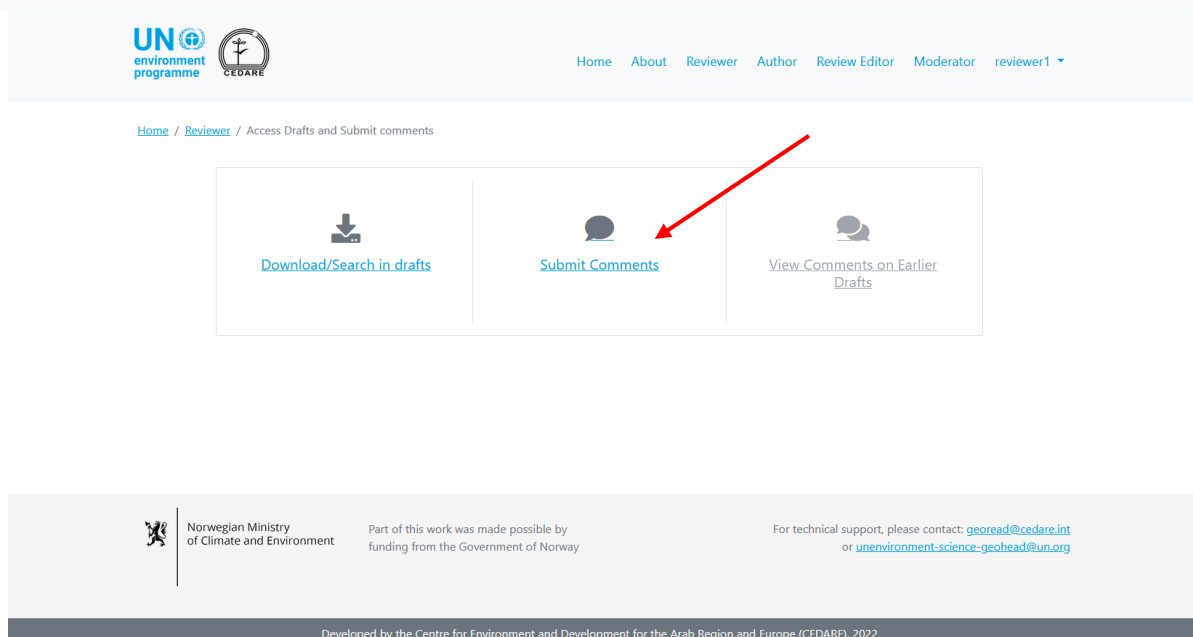 UN
environment
programme
CEDARE
Home About Reviewer Author Review Editor Moderator reviewer1
Home / Reviewer / Access Drafts and Submit comments
Download/Search in drafts
Submit Comments
View Comments on Earlier
Drafts
Norwegian Ministry
of Climate and Environment
Part of this work was made possible by
funding from the Government of Norway
For technical support, please contact: georead@cedare.int
or unenvironment-science-geohead@un.org
Developed by the Centre for Environment and Development for the Arab Region and Europe (CEDARE), 2022